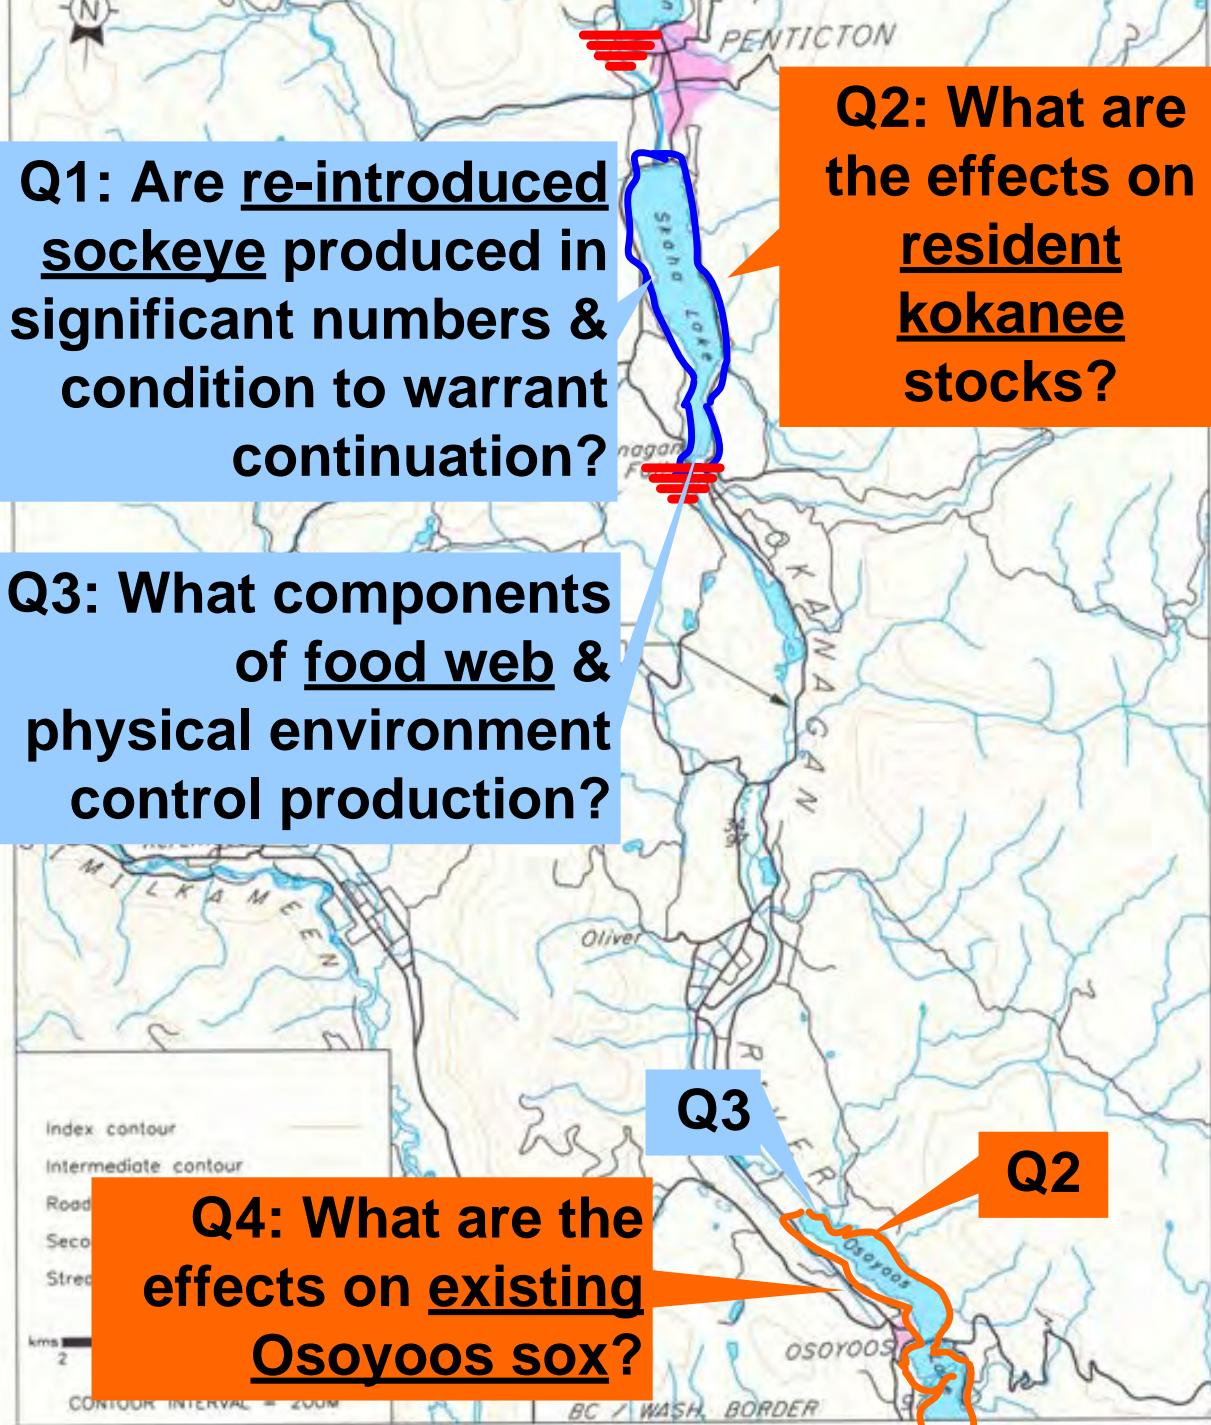 N
PENTICTON
Q2: What are
the effects on
resident
kokanee
stocks?
Q1: Are re-introduced
sockeye produced in
significant numbers &
condition to warrant
continuation?
Skaha Lake
Q3: What components
of food web &
physical environment
control production?
OKANAGAN
RIVER
Oliver
Q3
Q2
Index contour
Intermediate contour
Road
Q4: What are the
effects on existing
Osoyoos sox?
Osoyoos
OSOYOOS
kms
2
CONTOUR INTERVAL = 200M
BC / WASH. BORDER